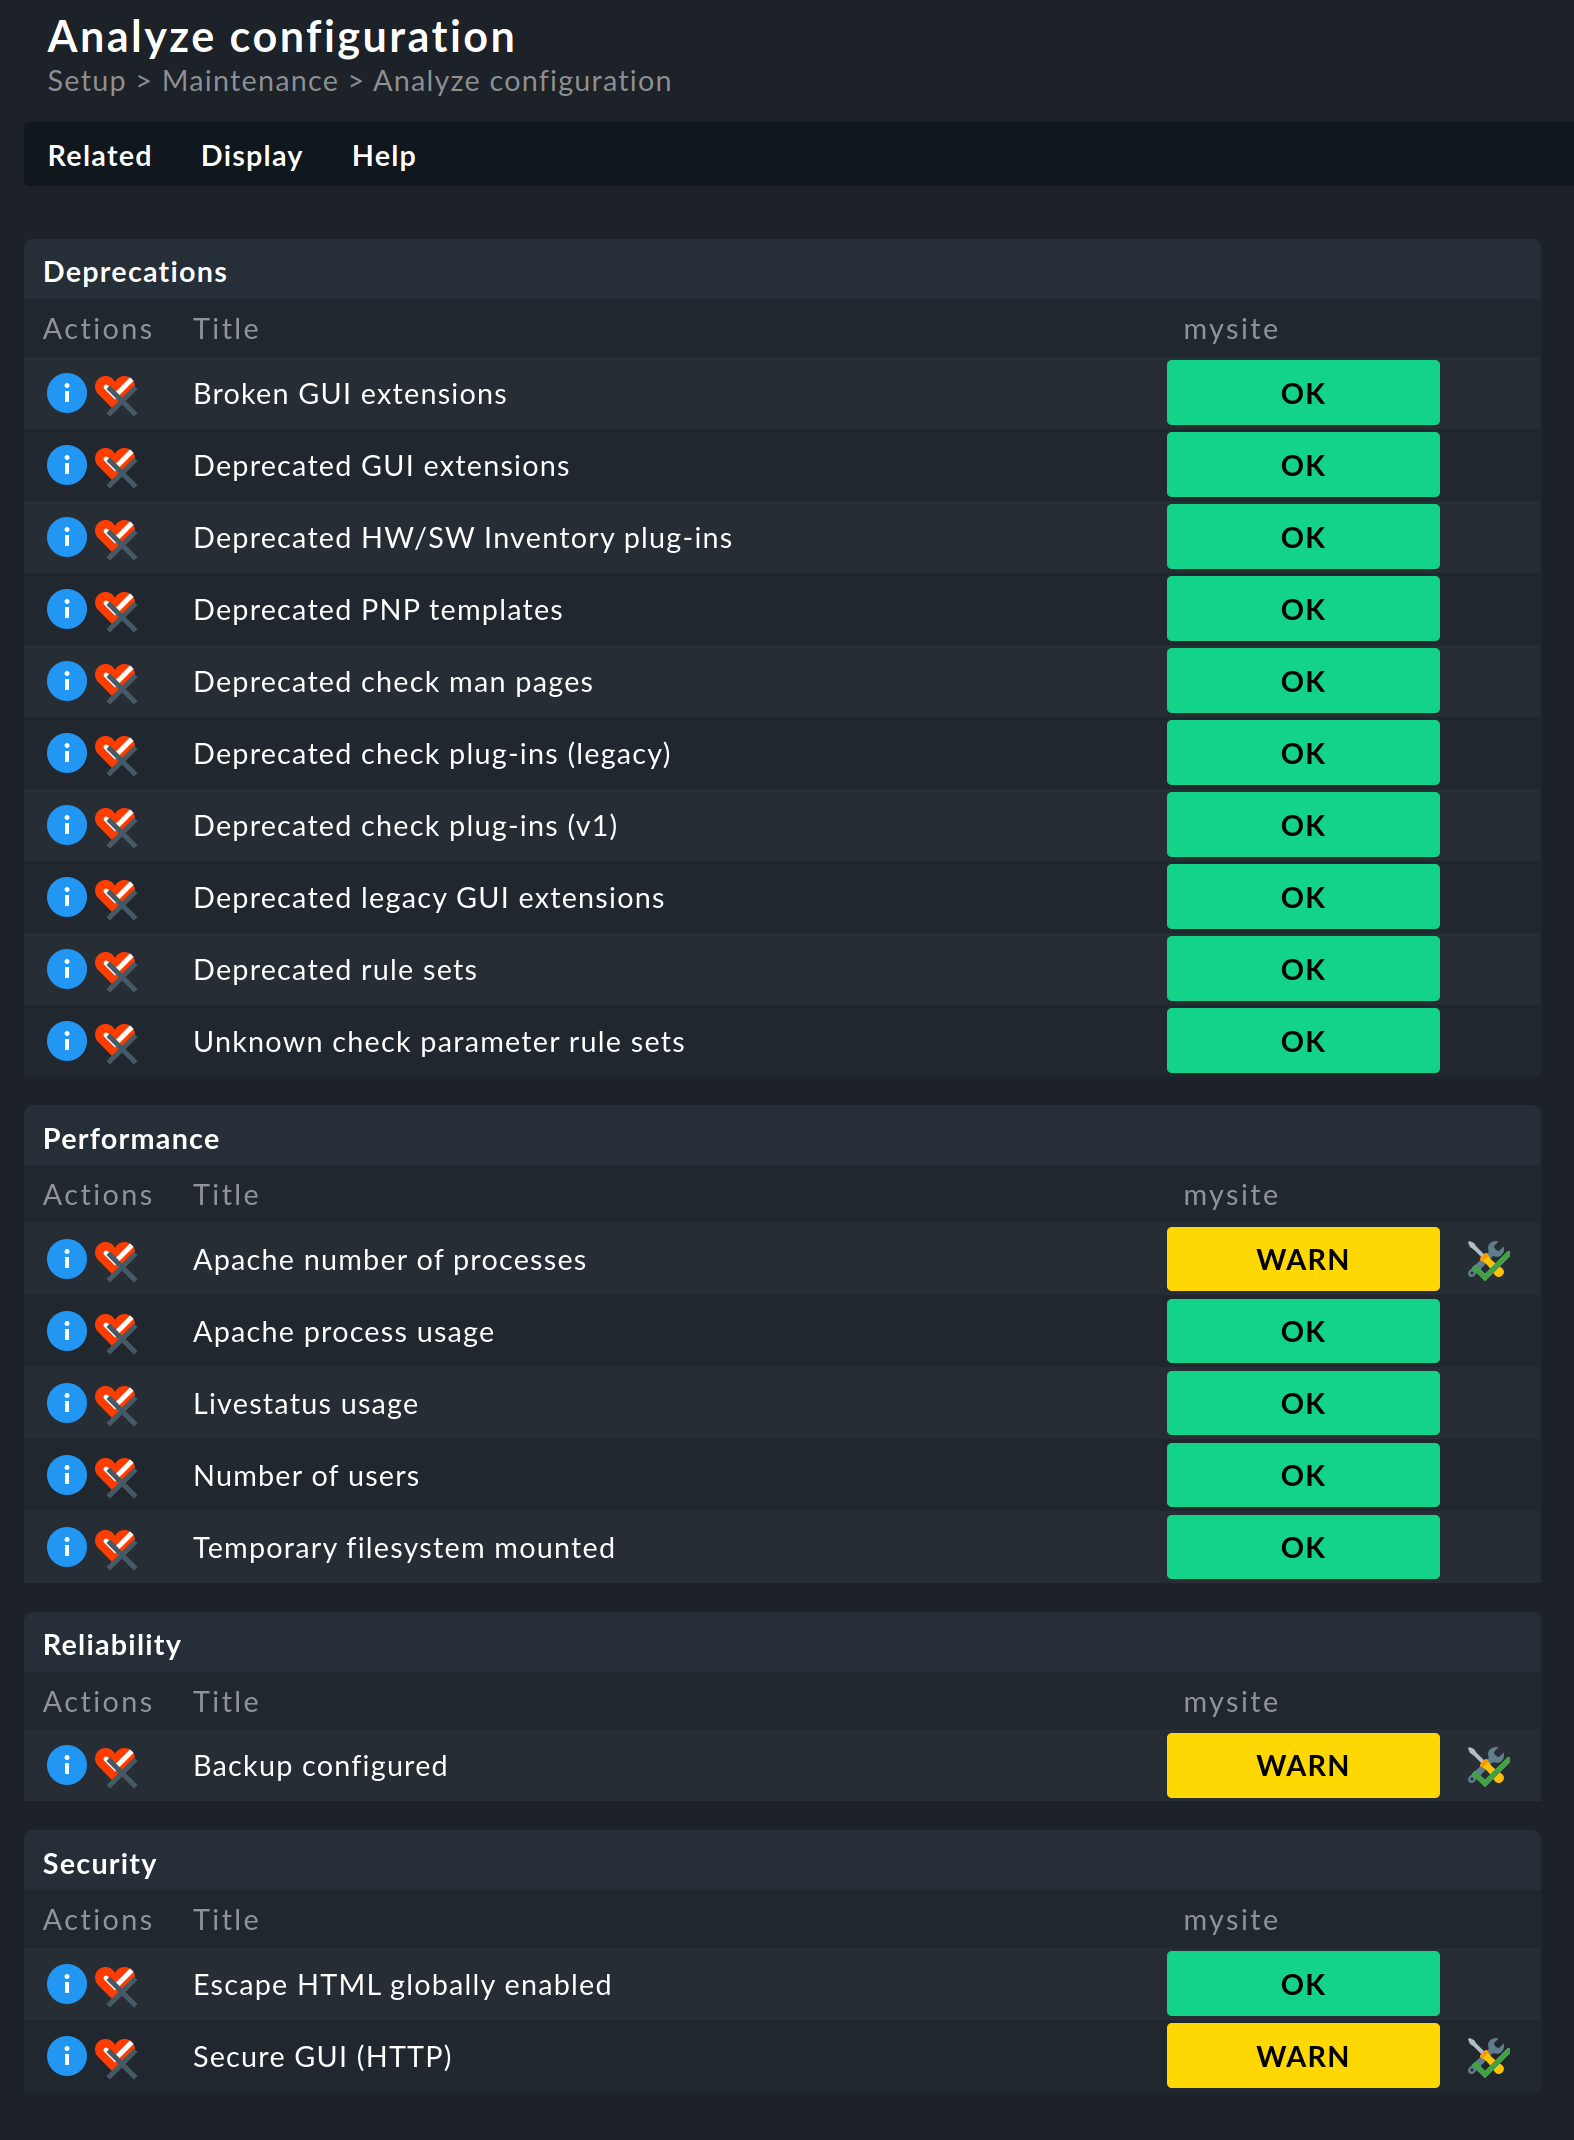 Analyze configuration
Setup > Maintenance > Analyze configuration
Related Display Help
Deprecations
Actions Title mysite
Broken GUI extensions OK
Deprecated GUI extensions OK
Deprecated HW/SW Inventory plug-ins OK
Deprecated PNP templates OK
Deprecated check man pages OK
Deprecated check plug-ins (legacy) OK
Deprecated check plug-ins (v1) OK
Deprecated legacy GUI extensions OK
Deprecated rule sets OK
Unknown check parameter rule sets OK
Performance
Actions Title mysite
Apache number of processes WARN
Apache process usage OK
Livestatus usage OK
Number of users OK
Temporary filesystem mounted OK
Reliability
Actions Title mysite
Backup configured WARN
Security
Actions Title mysite
Escape HTML globally enabled OK
Secure GUI (HTTP) WARN